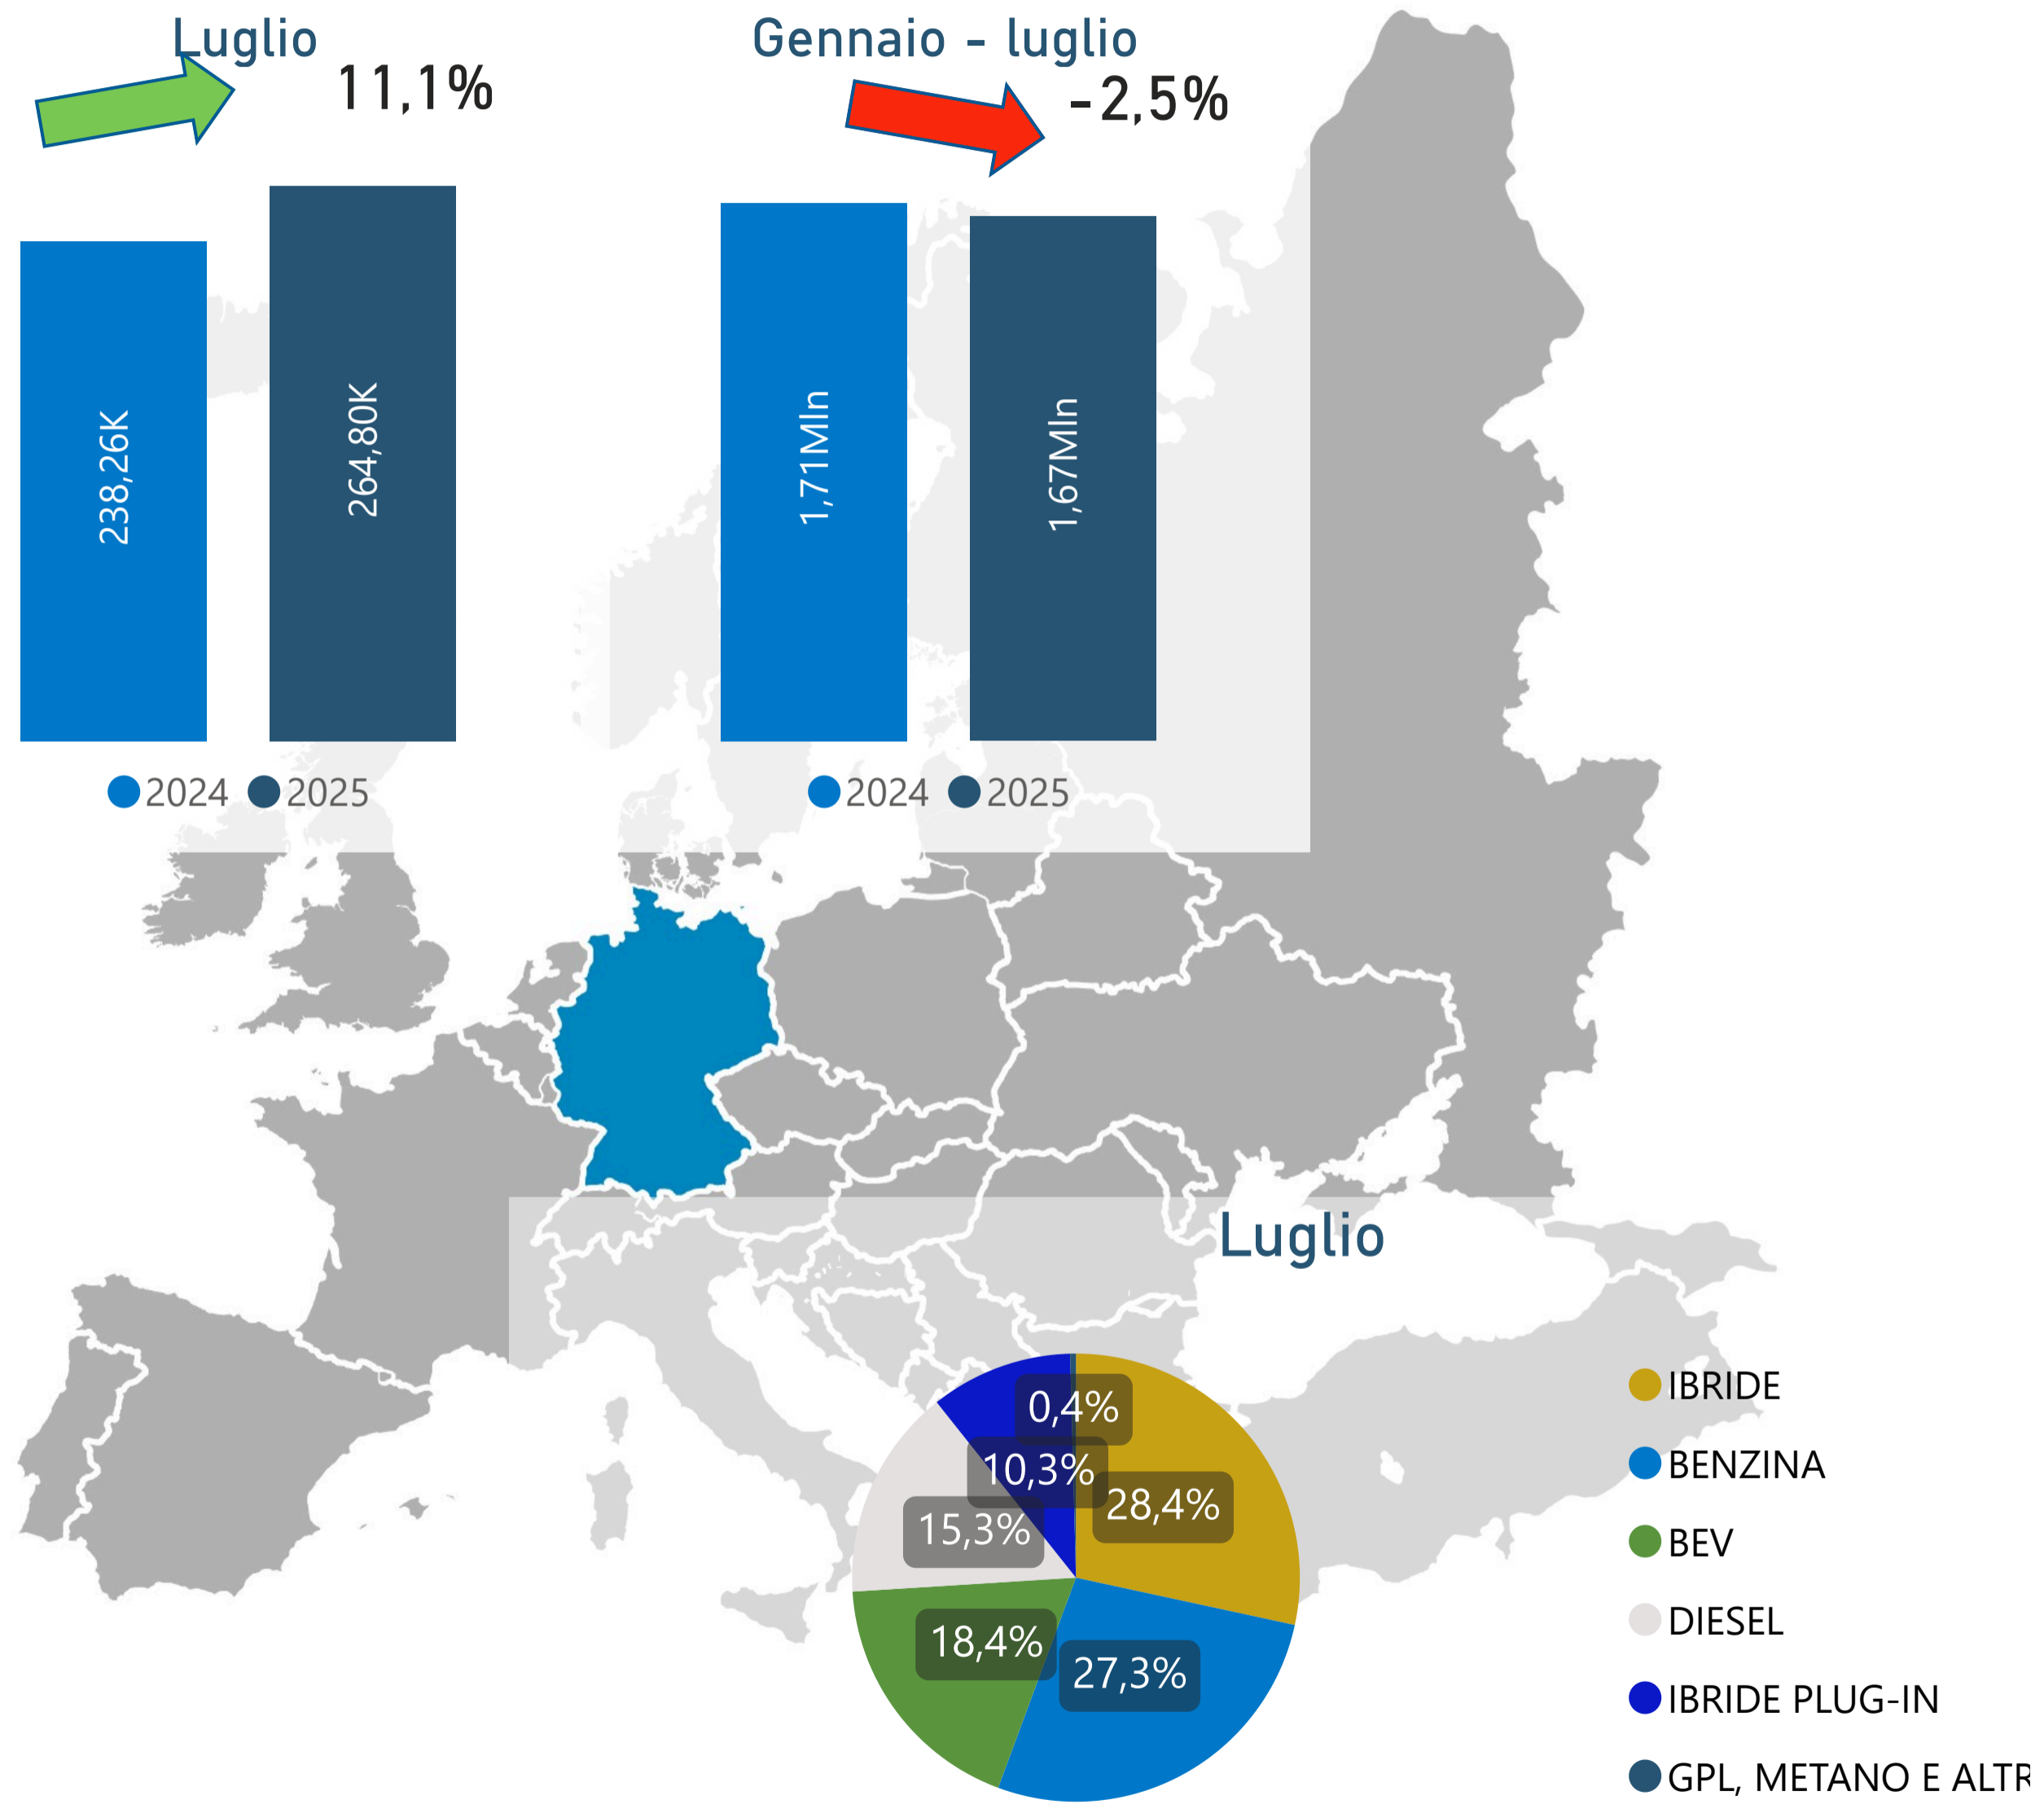 Luglio
11,1%
238,26K
264,80K
2024
2025
Gennaio - luglio
-2,5%
1,71Mln
1,67Mln
2024
2025
Luglio
0,4%
10,3%
28,4%
15,3%
18,4%
27,3%
IBRIDE
BENZINA
BEV
DIESEL
IBRIDE PLUG-IN
GPL, METANO E ALTR